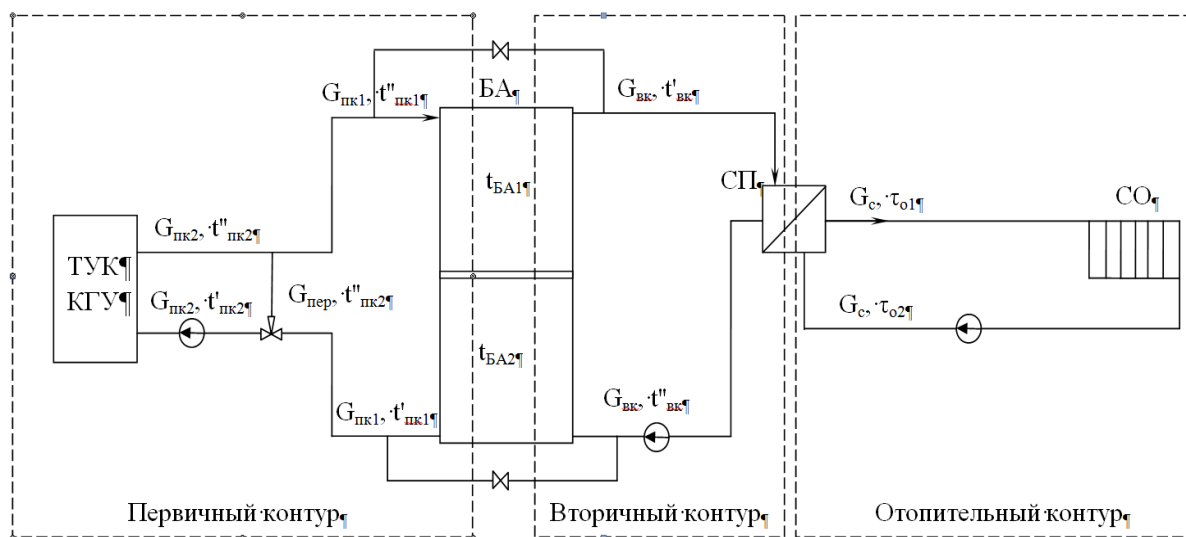 БА¶
Gпк1, ·t"пк1¶
Gвк, ·t'вк¶
tБА1¶
СП¶
Gс, ·τо1¶
СО¶
Gпк2, ·t"пк2¶
ТУК¶
КГУ¶
Gпк2, ·t'пк2¶
Gпер, ·t"пк2¶
Gс, ·τо2¶
tБА2¶
Gвк, ·t"вк¶
Gпк1, ·t'пк1¶
Первичный·контур¶
Вторичный·контур¶
Отопительный·контур¶